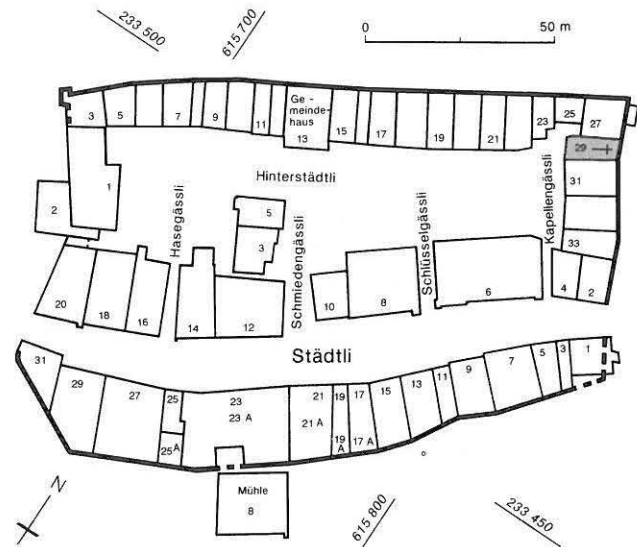 233 500
615 700
0 50 m
3 5 7 9 11
Ge -
meinde-
haus
13
15 17 19 21 23 25 27
29
31
33
1
2
Hinterstädtli
Hasegässli
Schmiedengässli
Schlüsselgässli
Kapellengässli
5
3
20 18 16 14 12 10 8 6 4 2
Städtli
31 29 27 25 23 21 19 17 15 13 11 9 7 5 3 1
25 A 23 A 21 A 19 A 17 A
Mühle
8
N
615 800
233 450